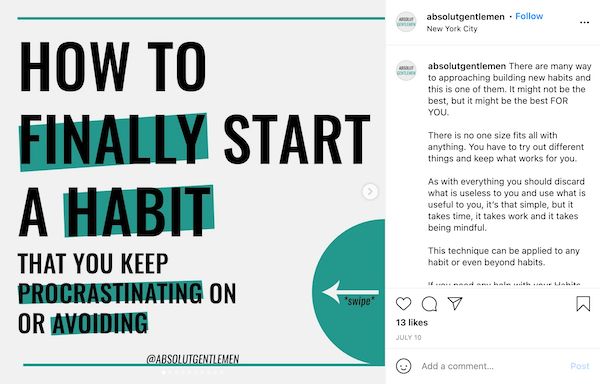 HOW TO
FINALLY START
A HABIT
THAT YOU KEEP
PROCRASTINATING ON
OR AVOIDING
*swipe*
@ABSOLUTGENTLEMEN
ABSOLUT
GENTLEMEN
absolutgentlemen • Follow
New York City
ABSOLUT
GENTLEMEN
absolutgentlemen There are many way
to approaching building new habits and
this is one of them. It might not be the
best, but it might be the best FOR
YOU.
There is no one size fits all with
anything. You have to try out different
things and keep what works for you.
As with everything you should discard
what is useless to you and use what is
useful to you, it's that simple, but it
takes time, it takes work and it takes
being mindful.
This technique can be applied to any
habit or even beyond habits.
If you need any help with your Habits
13 likes
JULY 10
Add a comment...
Post